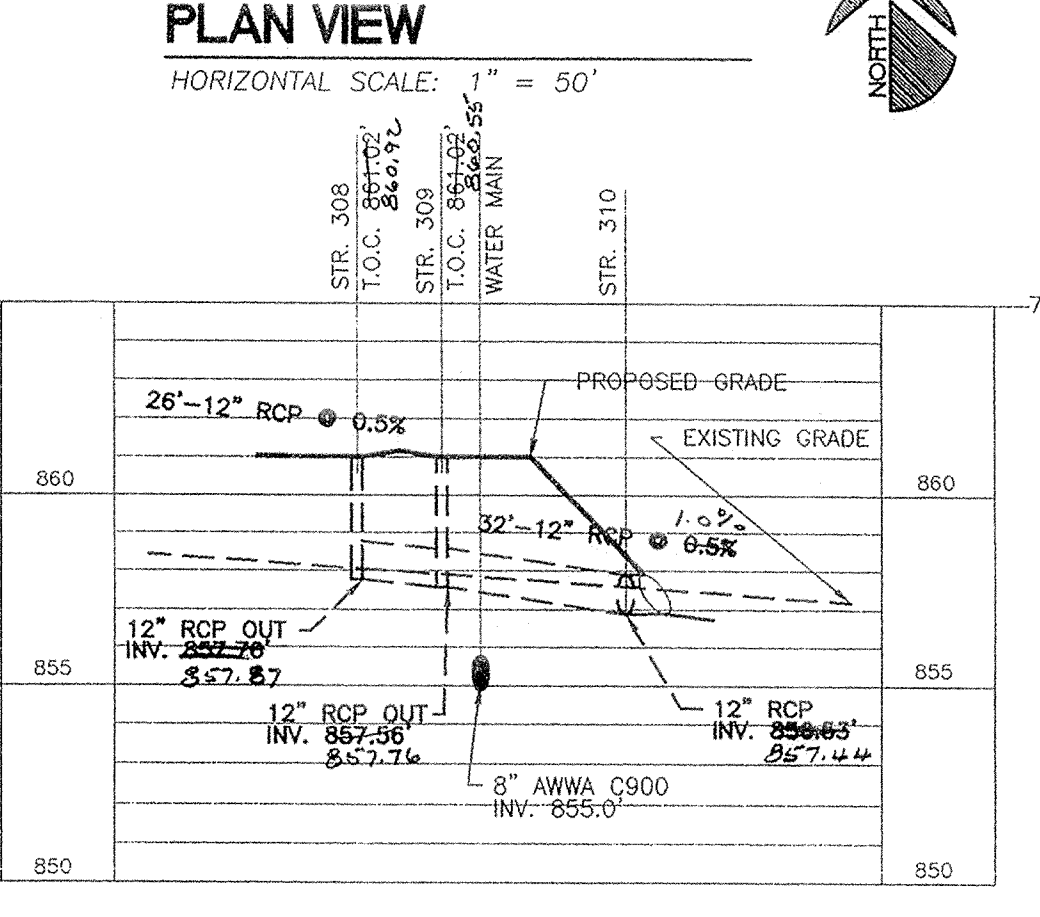 PLAN VIEW
HORIZONTAL SCALE: 1" = 50'
NORTH
STR. 308
T.O.C. 861.02'
860.92
STR. 309
T.O.C. 861.02'
860.55
WATER MAIN
STR. 310
7
PROPOSED GRADE
26'-12" RCP @ 0.5%
EXISTING GRADE
860
860
1.0%
32'-12" RCP @ 0.5%
12" RCP OUT
INV. 857.70'
857.87
855
855
12" RCP OUT
INV. 857.56'
857.76
12" RCP
INV.
857.44
8" AWWA C900
INV. 855.0'
850
850